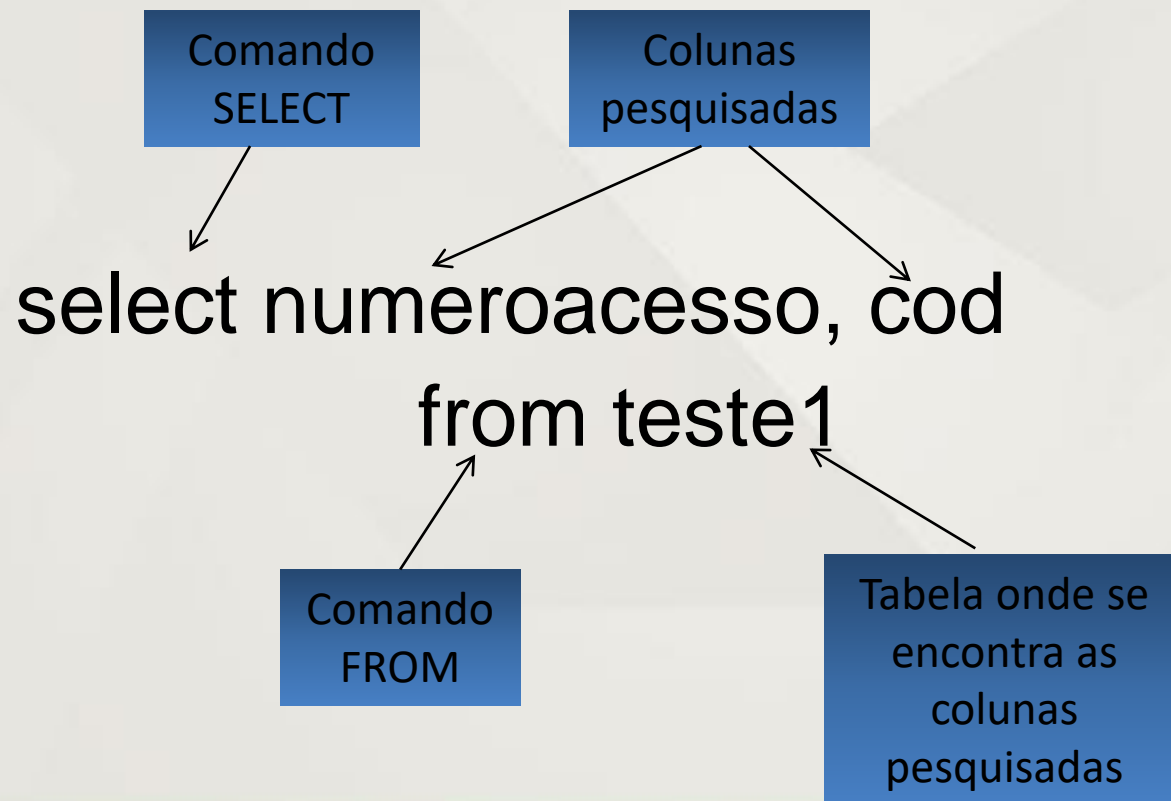 Comando
SELECT
Colunas
pesquisadas
select numeroacesso, cod
from teste1
Comando
FROM
Tabela onde se
encontra as
colunas
pesquisadas